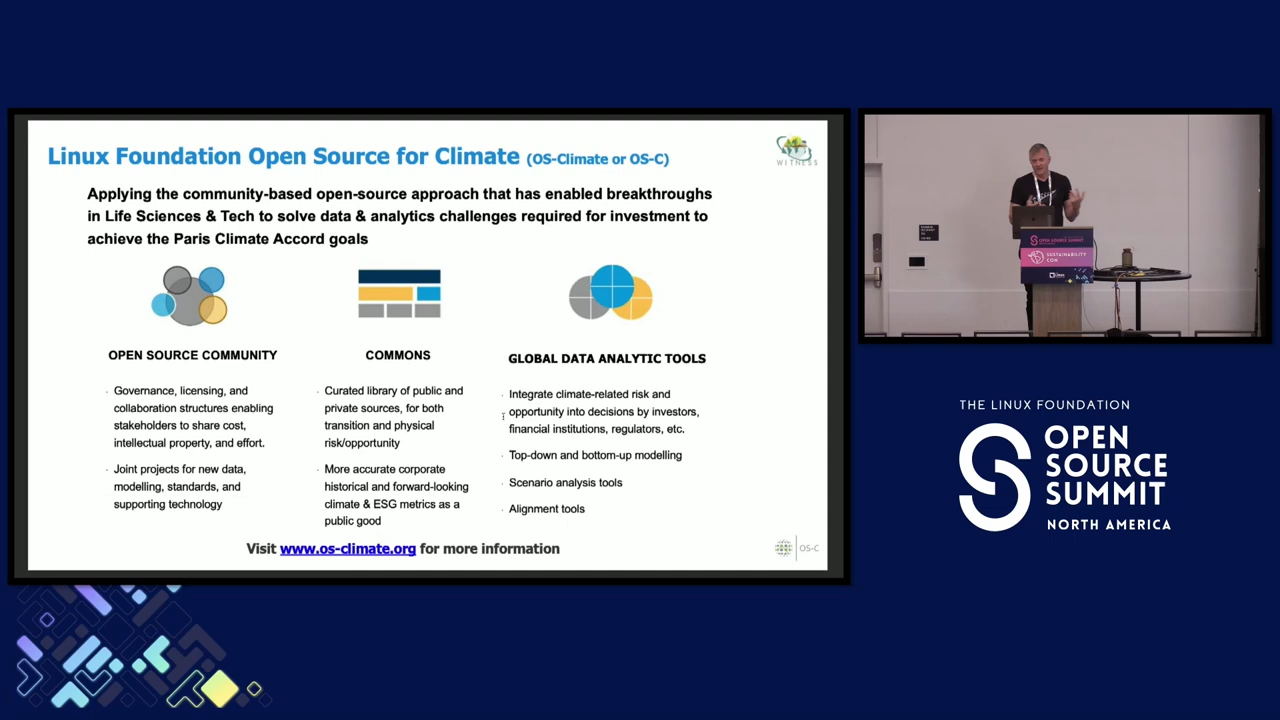 Linux Foundation Open Source for Climate (OS-Climate or OS-C)
WITNESS
Applying the community-based open-source approach that has enabled breakthroughs
in Life Sciences & Tech to solve data & analytics challenges required for investment to
achieve the Paris Climate Accord goals
OPEN SOURCE COMMUNITY
· Governance, licensing, and
collaboration structures enabling
stakeholders to share cost,
intellectual property, and effort.
· Joint projects for new data,
modelling, standards, and
supporting technology
COMMONS
· Curated library of public and
private sources, for both
transition and physical
risk/opportunity
· More accurate corporate
historical and forward-looking
climate & ESG metrics as a
public good
GLOBAL DATA ANALYTIC TOOLS
· Integrate climate-related risk and
opportunity into decisions by investors,
financial institutions, regulators, etc.
· Top-down and bottom-up modelling
· Scenario analysis tools
· Alignment tools
Visit www.os-climate.org for more information
OS-C
OPEN SOURCE SUMMIT
SUSTAINABILITY
CON
THE LINUX FOUNDATION
OPEN
SOURCE
SUMMIT
NORTH AMERICA